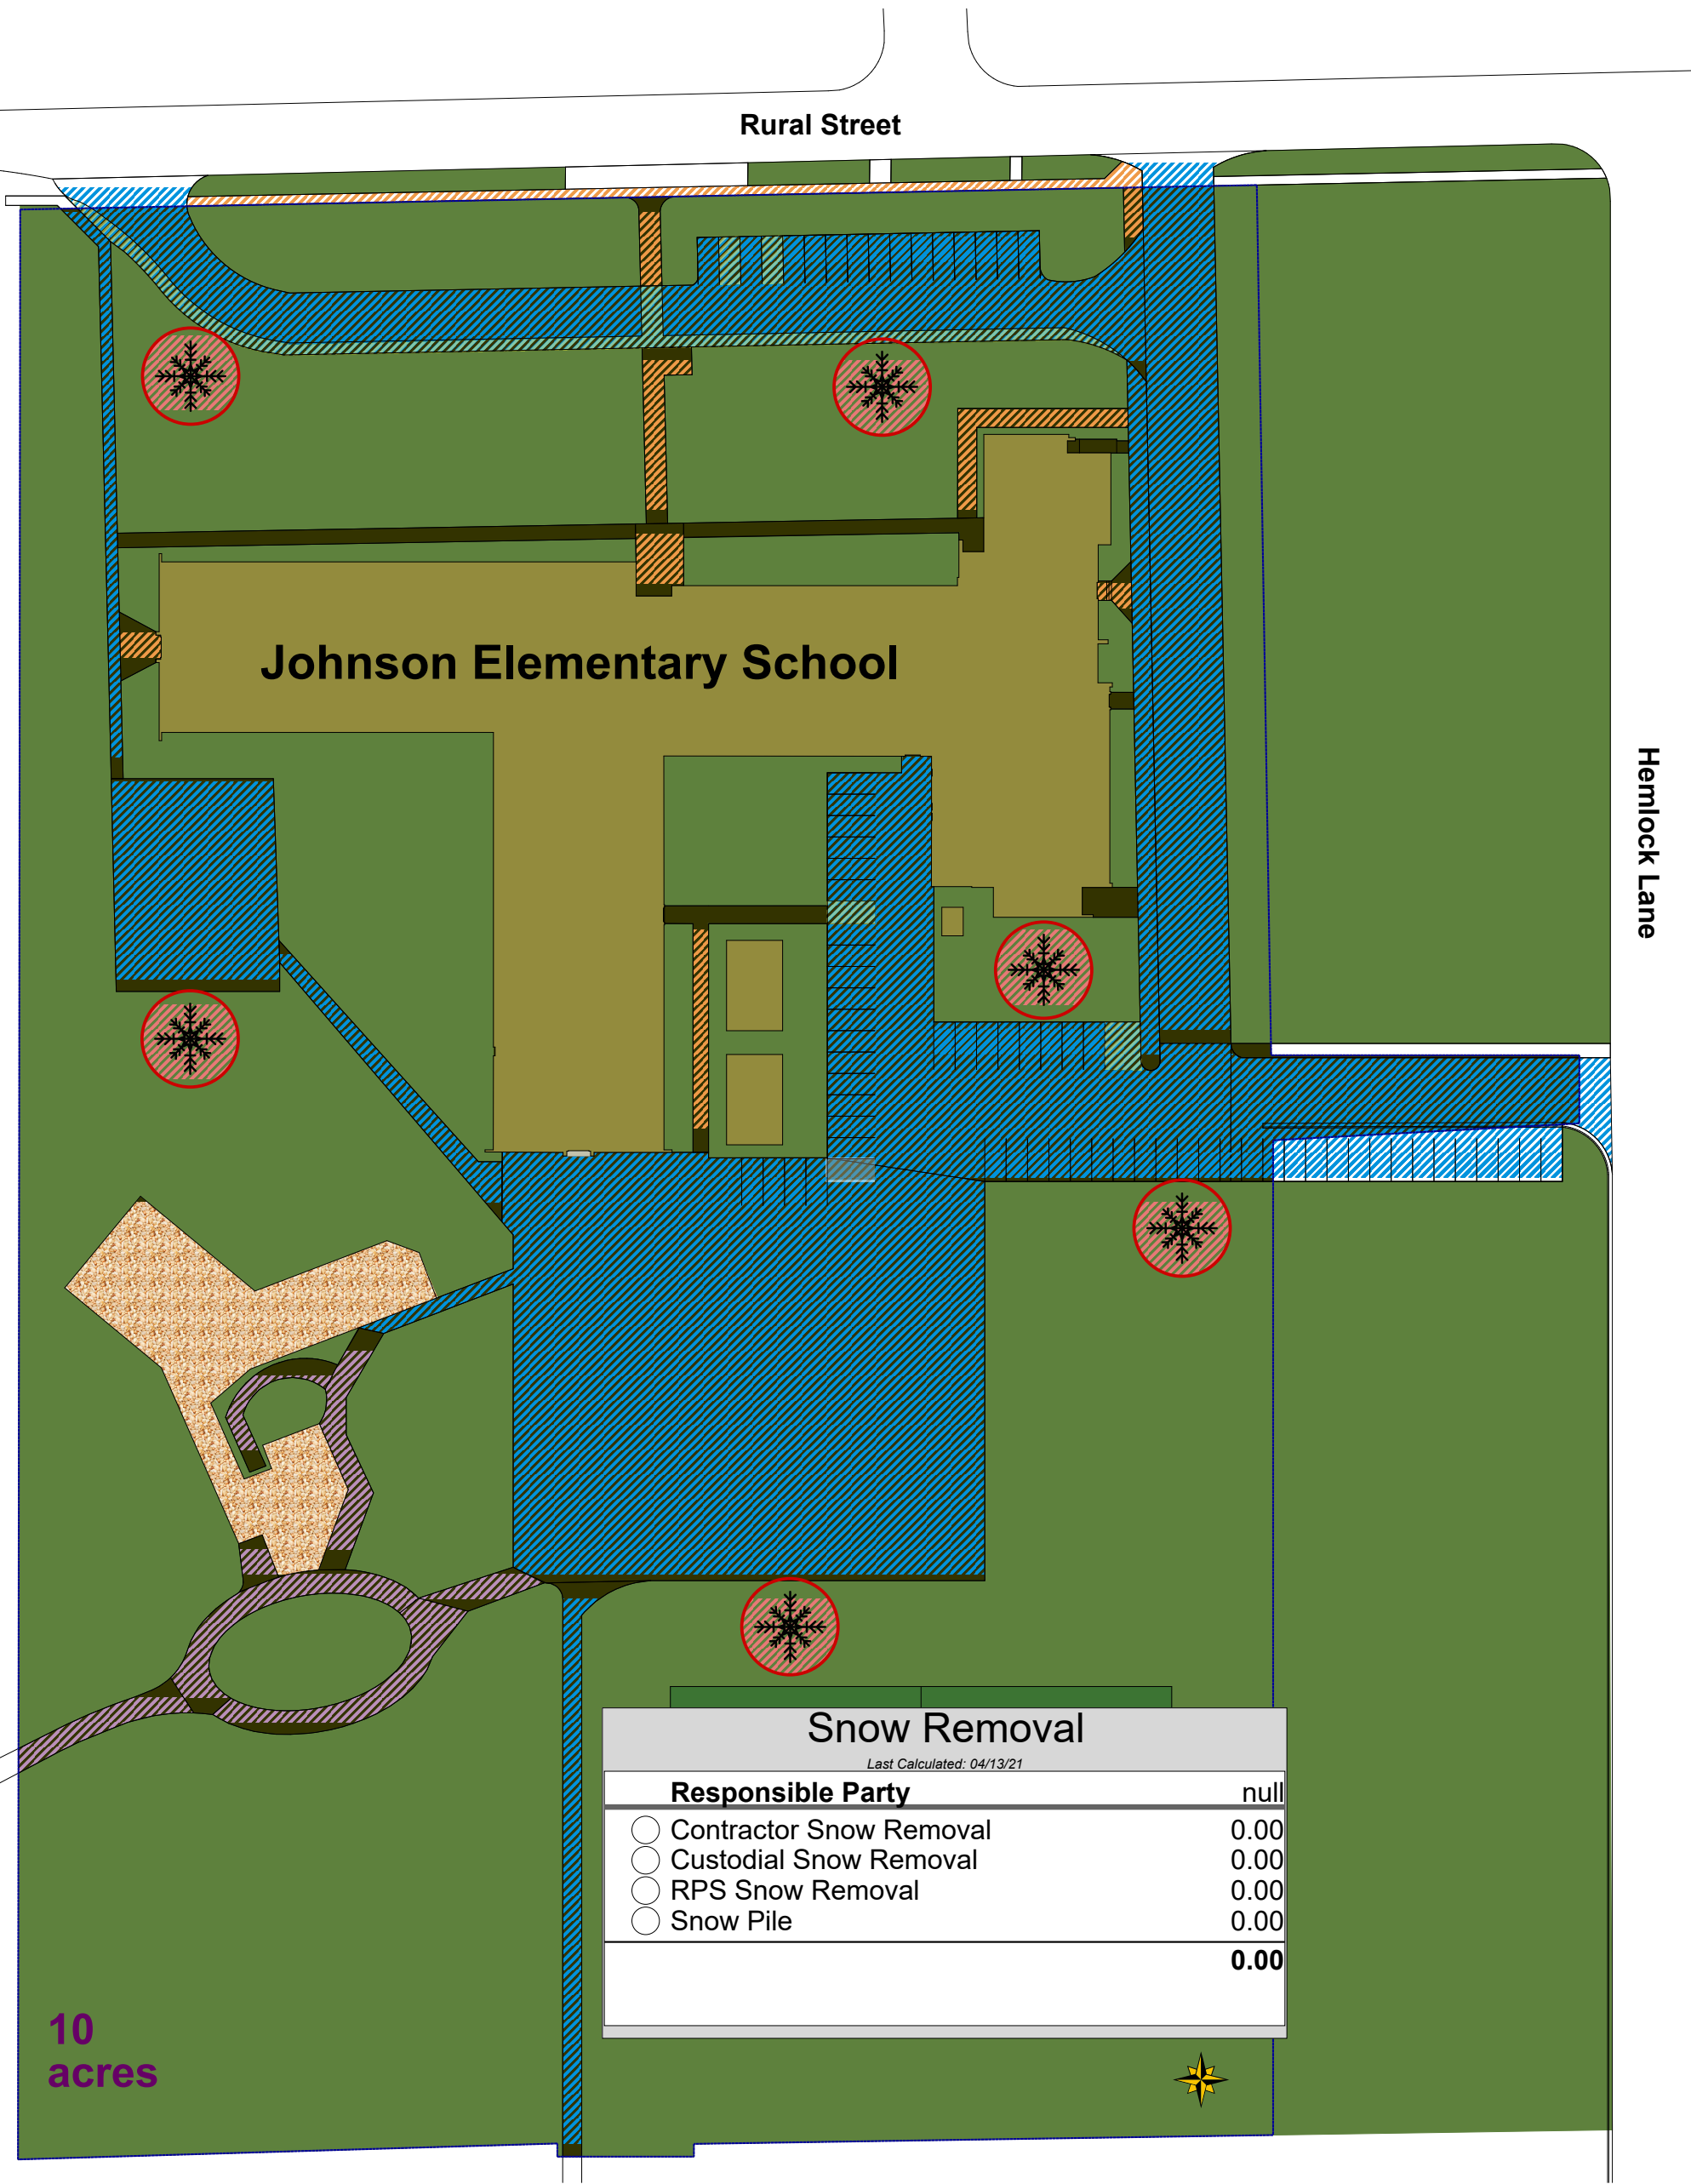 Rural Street
Johnson Elementary School
Hemlock Lane
Snow Removal
Last Calculated: 04/13/21
Responsible Party null
Contractor Snow Removal 0.00
Custodial Snow Removal 0.00
RPS Snow Removal 0.00
Snow Pile 0.00
0.00
10
acres